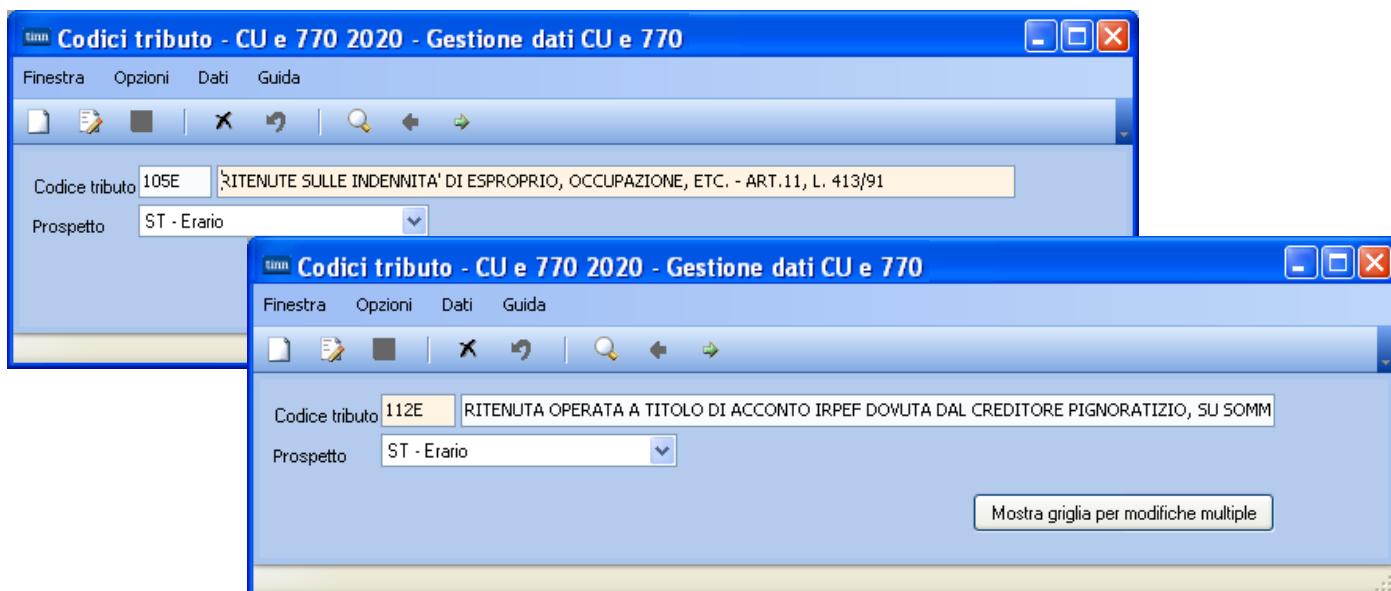 tinn Codici tributo - CU e 770 2020 - Gestione dati CU e 770
Finestra Opzioni Dati Guida
Codice tributo 105E RITENUTE SULLE INDENNITA' DI ESPROPRIO, OCCUPAZIONE, ETC. - ART.11, L. 413/91
Prospetto ST - Erario
tinn Codici tributo - CU e 770 2020 - Gestione dati CU e 770
Finestra Opzioni Dati Guida
Codice tributo 112E RITENUTA OPERATA A TITOLO DI ACCONTO IRPEF DOVUTA DAL CREDITORE PIGNORATIZIO, SU SOMM
Prospetto ST - Erario
Mostra griglia per modifiche multiple